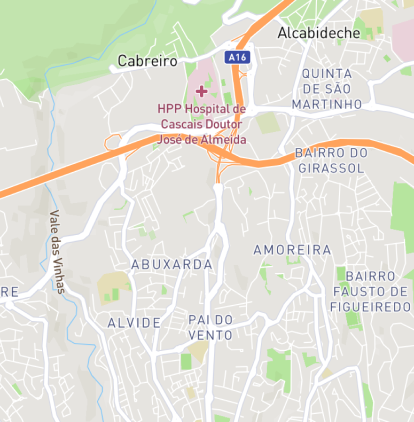 Alcabideche
A16
Cabreiro
QUINTA
DE SÃO
MARTINHO
HPP Hospital de
Cascais Doutor
José de Almeida
BAIRRO DO
GIRASSOL
Vale das Vinhas
AMOREIRA
ABUXARDA
BAIRRO
FAUSTO DE
FIGUEIREDO
RE
ALVIDE
PAI DO
VENTO